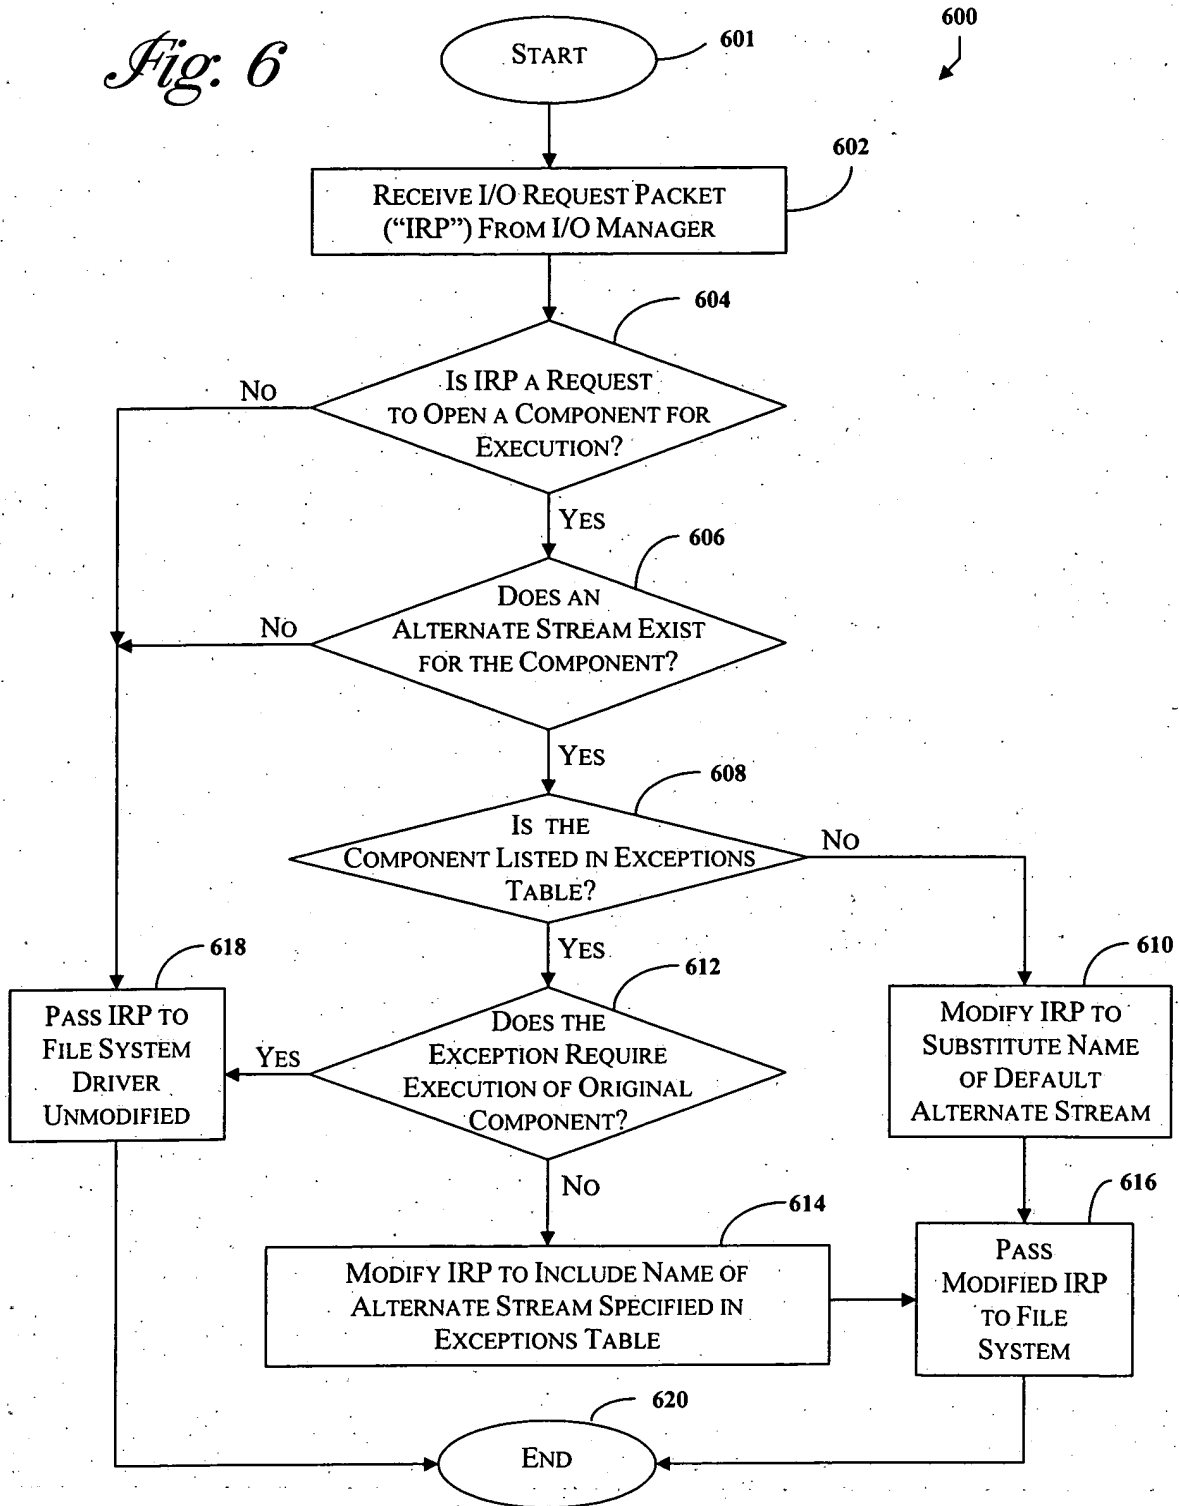 Fig. 6
600
START
601
602
RECEIVE I/O REQUEST PACKET
("IRP") FROM I/O MANAGER
604
IS IRP A REQUEST
TO OPEN A COMPONENT FOR
EXECUTION?
NO
YES
606
DOES AN
ALTERNATE STREAM EXIST
FOR THE COMPONENT?
NO
YES
608
IS THE
COMPONENT LISTED IN EXCEPTIONS
TABLE?
NO
YES
618
PASS IRP TO
FILE SYSTEM
DRIVER
UNMODIFIED
612
DOES THE
EXCEPTION REQUIRE
EXECUTION OF ORIGINAL
COMPONENT?
YES
NO
610
MODIFY IRP TO
SUBSTITUTE NAME
OF DEFAULT
ALTERNATE STREAM
614
MODIFY IRP TO INCLUDE NAME OF
ALTERNATE STREAM SPECIFIED IN
EXCEPTIONS TABLE
616
PASS
MODIFIED IRP
TO FILE
SYSTEM
620
END